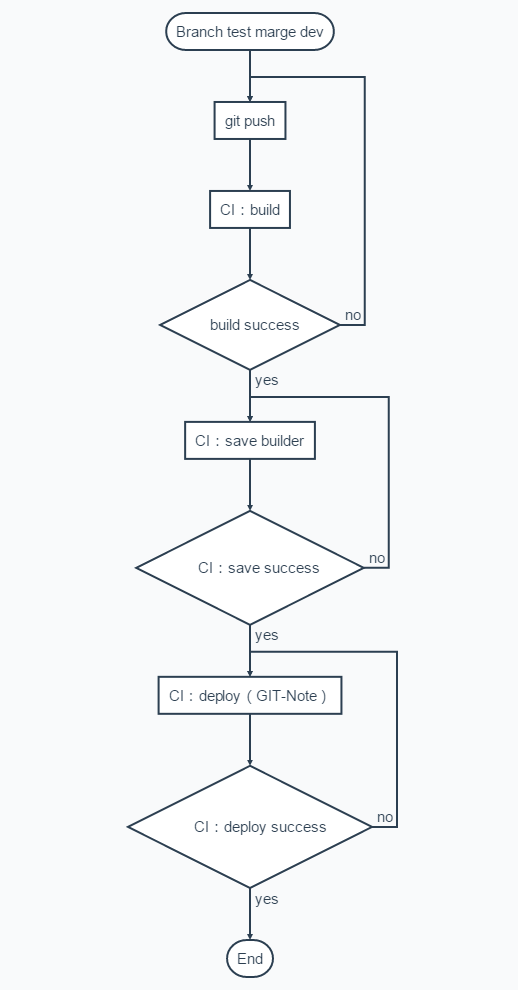 Branch test marge dev
git push
CI：build
build success
no
yes
CI：save builder
CI：save success
no
yes
CI：deploy（GIT-Note）
CI：deploy success
no
yes
End